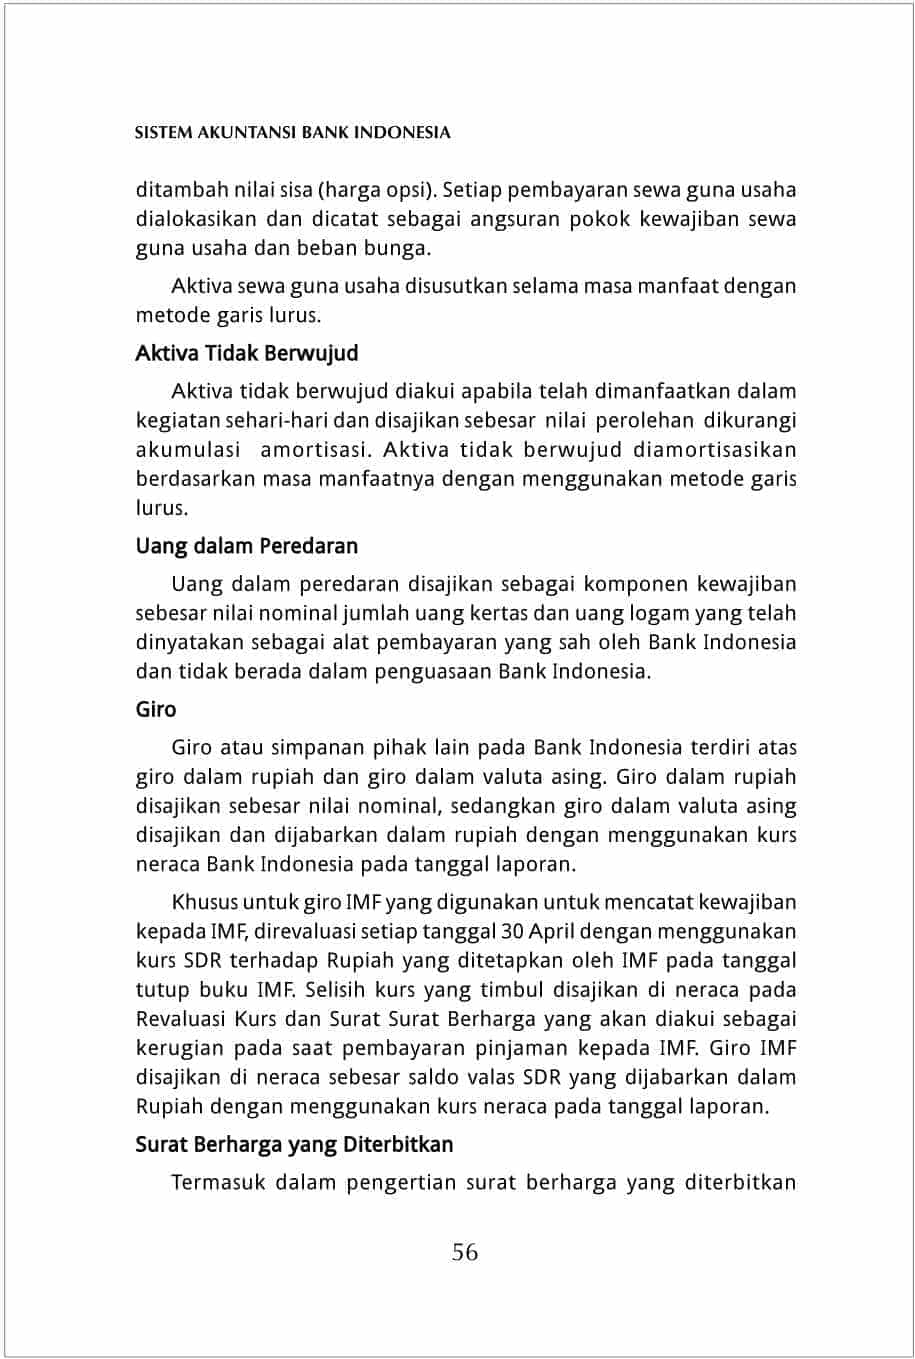 SISTEM AKUNTANSI BANK INDONESIA
ditambah nilai sisa (harga opsi). Setiap pembayaran sewa guna usaha
dialokasikan dan dicatat sebagai angsuran pokok kewajiban sewa
guna usaha dan beban bunga.
Aktiva sewa guna usaha disusutkan selama masa manfaat dengan
metode garis lurus.
Aktiva Tidak Berwujud
Aktiva tidak berwujud diakui apabila telah dimanfaatkan dalam
kegiatan sehari-hari dan disajikan sebesar nilai perolehan dikurangi
akumulasi amortisasi. Aktiva tidak berwujud diamortisasikan
berdasarkan masa manfaatnya dengan menggunakan metode garis
lurus.
Uang dalam Peredaran
Uang dalam peredaran disajikan sebagai komponen kewajiban
sebesar nilai nominal jumlah uang kertas dan uang logam yang telah
dinyatakan sebagai alat pembayaran yang sah oleh Bank Indonesia
dan tidak berada dalam penguasaan Bank Indonesia.
Giro
Giro atau simpanan pihak lain pada Bank Indonesia terdiri atas
giro dalam rupiah dan giro dalam valuta asing. Giro dalam rupiah
disajikan sebesar nilai nominal, sedangkan giro dalam valuta asing
disajikan dan dijabarkan dalam rupiah dengan menggunakan kurs
neraca Bank Indonesia pada tanggal laporan.
Khusus untuk giro IMF yang digunakan untuk mencatat kewajiban
kepada IMF, direvaluasi setiap tanggal 30 April dengan menggunakan
kurs SDR terhadap Rupiah yang ditetapkan oleh IMF pada tanggal
tutup buku IMF. Selisih kurs yang timbul disajikan di neraca pada
Revaluasi Kurs dan Surat Surat Berharga yang akan diakui sebagai
kerugian pada saat pembayaran pinjaman kepada IMF. Giro IMF
disajikan di neraca sebesar saldo valas SDR yang dijabarkan dalam
Rupiah dengan menggunakan kurs neraca pada tanggal laporan.
Surat Berharga yang Diterbitkan
Termasuk dalam pengertian surat berharga yang diterbitkan
56